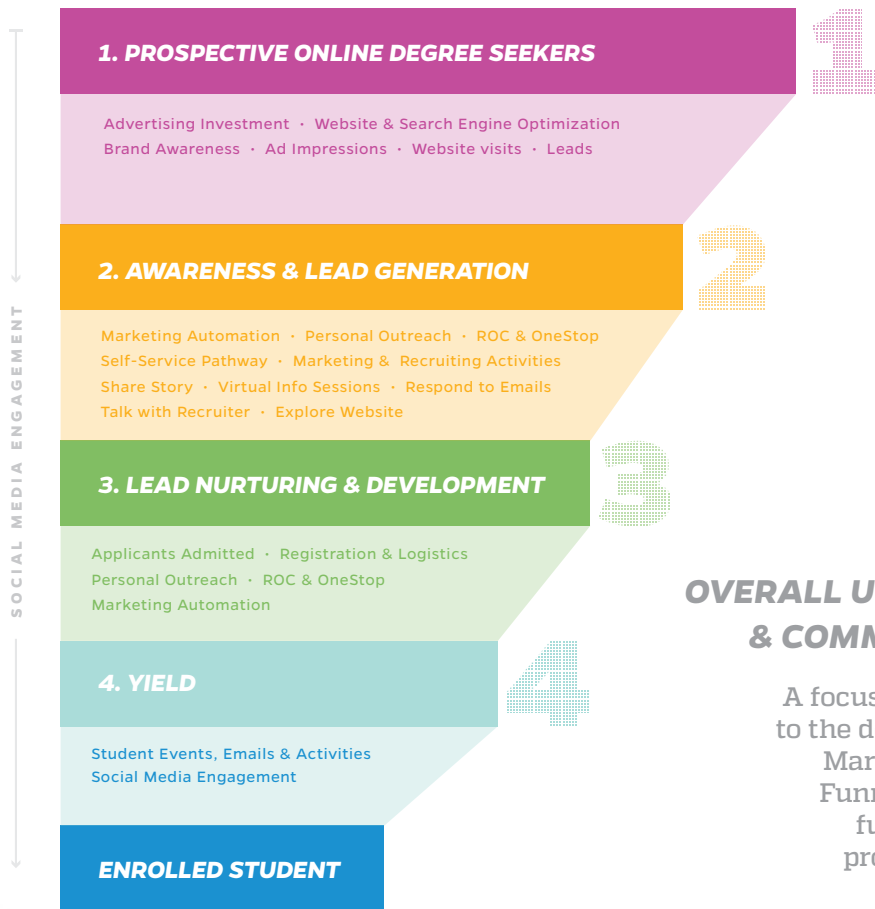 1. PROSPECTIVE ONLINE DEGREE SEEKERS
1
Advertising Investment · Website & Search Engine Optimization
Brand Awareness · Ad Impressions · Website visits · Leads
2. AWARENESS & LEAD GENERATION
2
Marketing Automation · Personal Outreach · ROC & OneStop
Self-Service Pathway · Marketing & Recruiting Activities
Share Story · Virtual Info Sessions · Respond to Emails
Talk with Recruiter · Explore Website
3. LEAD NURTURING & DEVELOPMENT
3
Applicants Admitted · Registration & Logistics
Personal Outreach · ROC & OneStop
Marketing Automation
4. YIELD
4
Student Events, Emails & Activities
Social Media Engagement
ENROLLED STUDENT
SOCIAL MEDIA ENGAGEMENT
OVERALL
&
A
to the